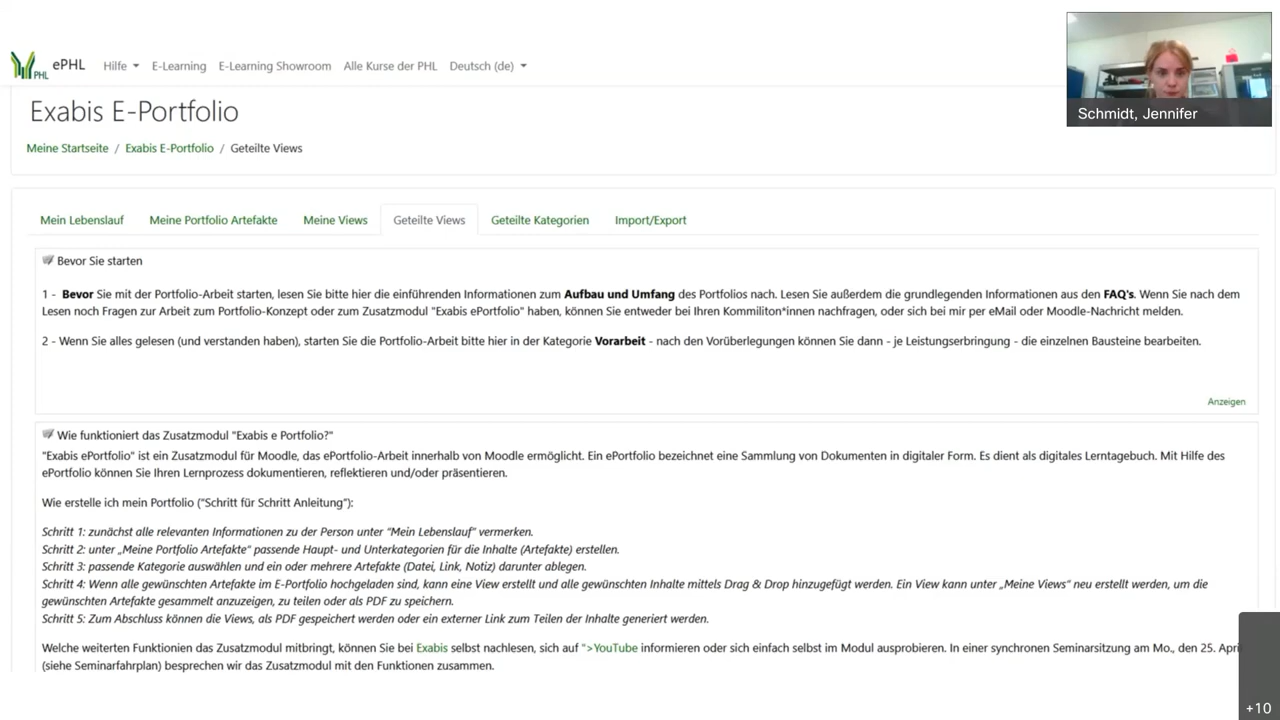 PHL ePHL Hilfe E-Learning E-Learning Showroom Alle Kurse der PHL Deutsch (de)
Schmidt, Jennifer
Exabis E-Portfolio
Meine Startseite / Exabis E-Portfolio / Geteilte Views
Mein Lebenslauf Meine Portfolio Artefakte Meine Views Geteilte Views Geteilte Kategorien Import/Export
Bevor Sie starten
1 - Bevor Sie mit der Portfolio-Arbeit starten, lesen Sie bitte hier die einführenden Informationen zum Aufbau und Umfang des Portfolios nach. Lesen Sie außerdem die grundlegenden Informationen aus den FAQ's. Wenn Sie nach dem
Lesen noch Fragen zur Arbeit zum Portfolio-Konzept oder zum Zusatzmodul "Exabis ePortfolio" haben, können Sie entweder bei Ihren Kommiliton*innen nachfragen, oder sich bei mir per eMail oder Moodle-Nachricht melden.
2 - Wenn Sie alles gelesen (und verstanden haben), starten Sie die Portfolio-Arbeit bitte hier in der Kategorie Vorarbeit - nach den Vorüberlegungen können Sie dann - je Leistungserbringung - die einzelnen Bausteine bearbeiten.
Anzeigen
Wie funktioniert das Zusatzmodul "Exabis e Portfolio?"
"Exabis ePortfolio" ist ein Zusatzmodul für Moodle, das ePortfolio-Arbeit innerhalb von Moodle ermöglicht. Ein ePortfolio bezeichnet eine Sammlung von Dokumenten in digitaler Form. Es dient als digitales Lerntagebuch. Mit Hilfe des
ePortfolio können Sie Ihren Lernprozess dokumentieren, reflektieren und/oder präsentieren.
Wie erstelle ich mein Portfolio ("Schritt für Schritt Anleitung"):
Schritt 1: zunächst alle relevanten Informationen zu der Person unter "Mein Lebenslauf" vermerken.
Schritt 2: unter „Meine Portfolio Artefakte" passende Haupt- und Unterkategorien für die Inhalte (Artefakte) erstellen.
Schritt 3: passende Kategorie auswählen und ein oder mehrere Artefakte (Datei, Link, Notiz) darunter ablegen.
Schritt 4: Wenn alle gewünschten Artefakte im E-Portfolio hochgeladen sind, kann eine View erstellt und alle gewünschten Inhalte mittels Drag & Drop hinzugefügt werden. Ein View kann unter „Meine Views" neu erstellt werden, um die
gewünschten Artefakte gesammelt anzuzeigen, zu teilen oder als PDF zu speichern.
Schritt 5: Zum Abschluss können die Views, als PDF gespeichert werden oder ein externer Link zum Teilen der Inhalte generiert werden.
Welche weiterten Funktionien das Zusatzmodul mitbringt, können Sie bei Exabis selbst nachlesen, sich auf ">YouTube informieren oder sich einfach selbst im Modul ausprobieren. In einer synchronen Seminarsitzung am Mo., den 25. Apri
(siehe Seminarfahrplan) besprechen wir das Zusatzmodul mit den Funktionen zusammen.
+10